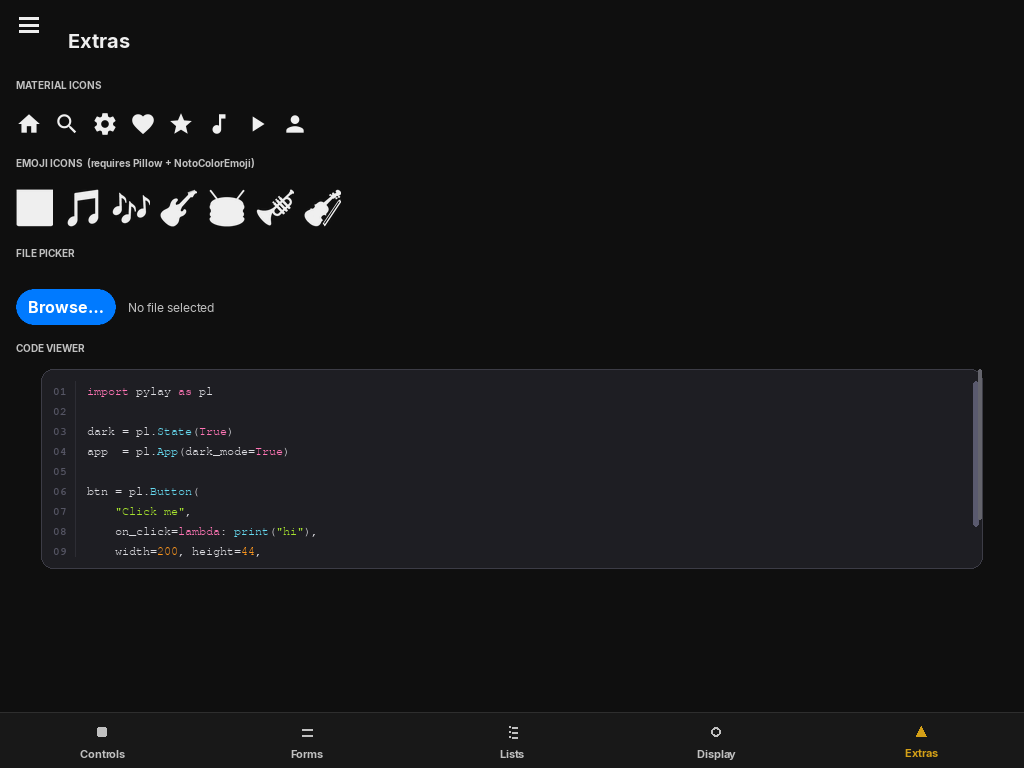 Extras
MATERIAL ICONS
EMOJI ICONS  (requires Pillow + NotoColorEmoji)
FILE PICKER
Browse...
No file selected
CODE VIEWER
01 import pylay as pl
02
03 dark = pl.State(True)
04 app  = pl.App(dark_mode=True)
05
06 btn = pl.Button(
07     "Click me",
08     on_click=lambda: print("hi"),
09     width=200, height=44,
Controls
Forms
Lists
Display
Extras